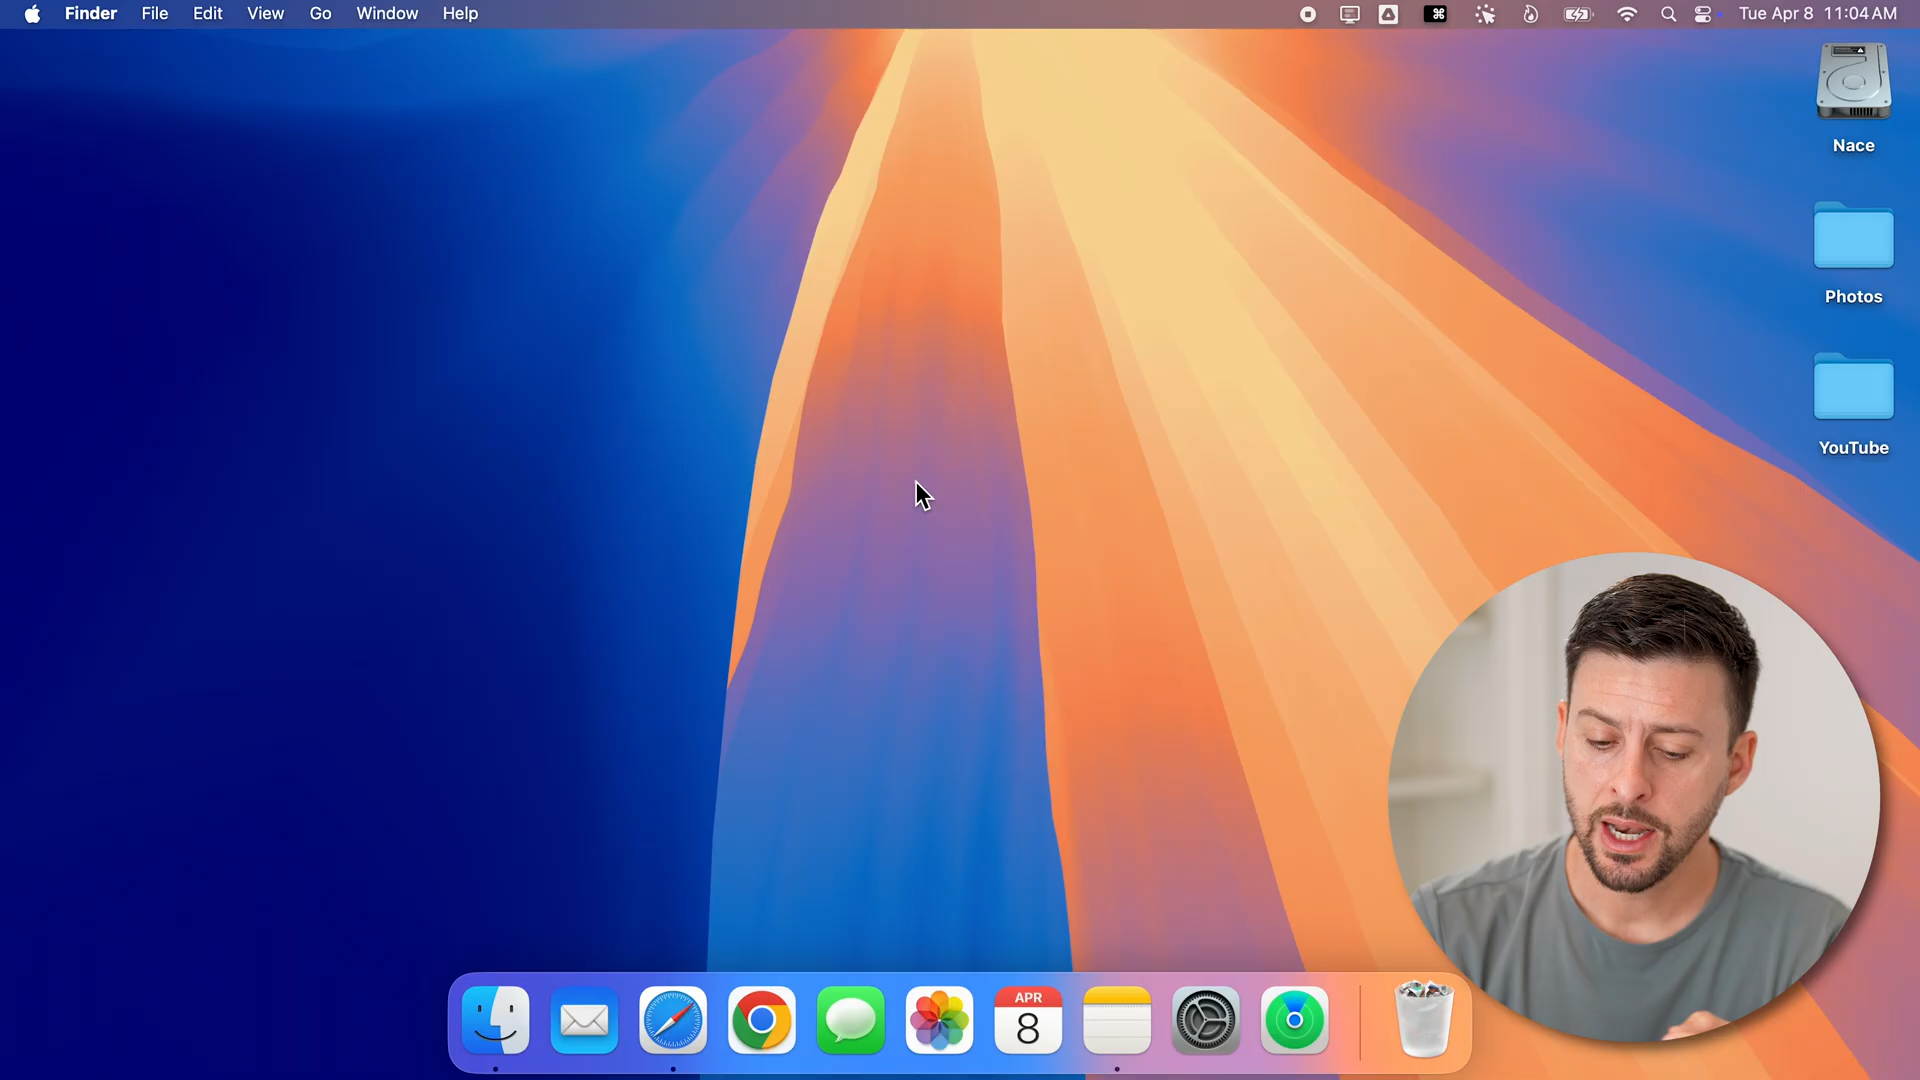 Finder File Edit View Go Window Help Tue Apr 8 11:04 AM
Nace
Photos
YouTube
APR
8